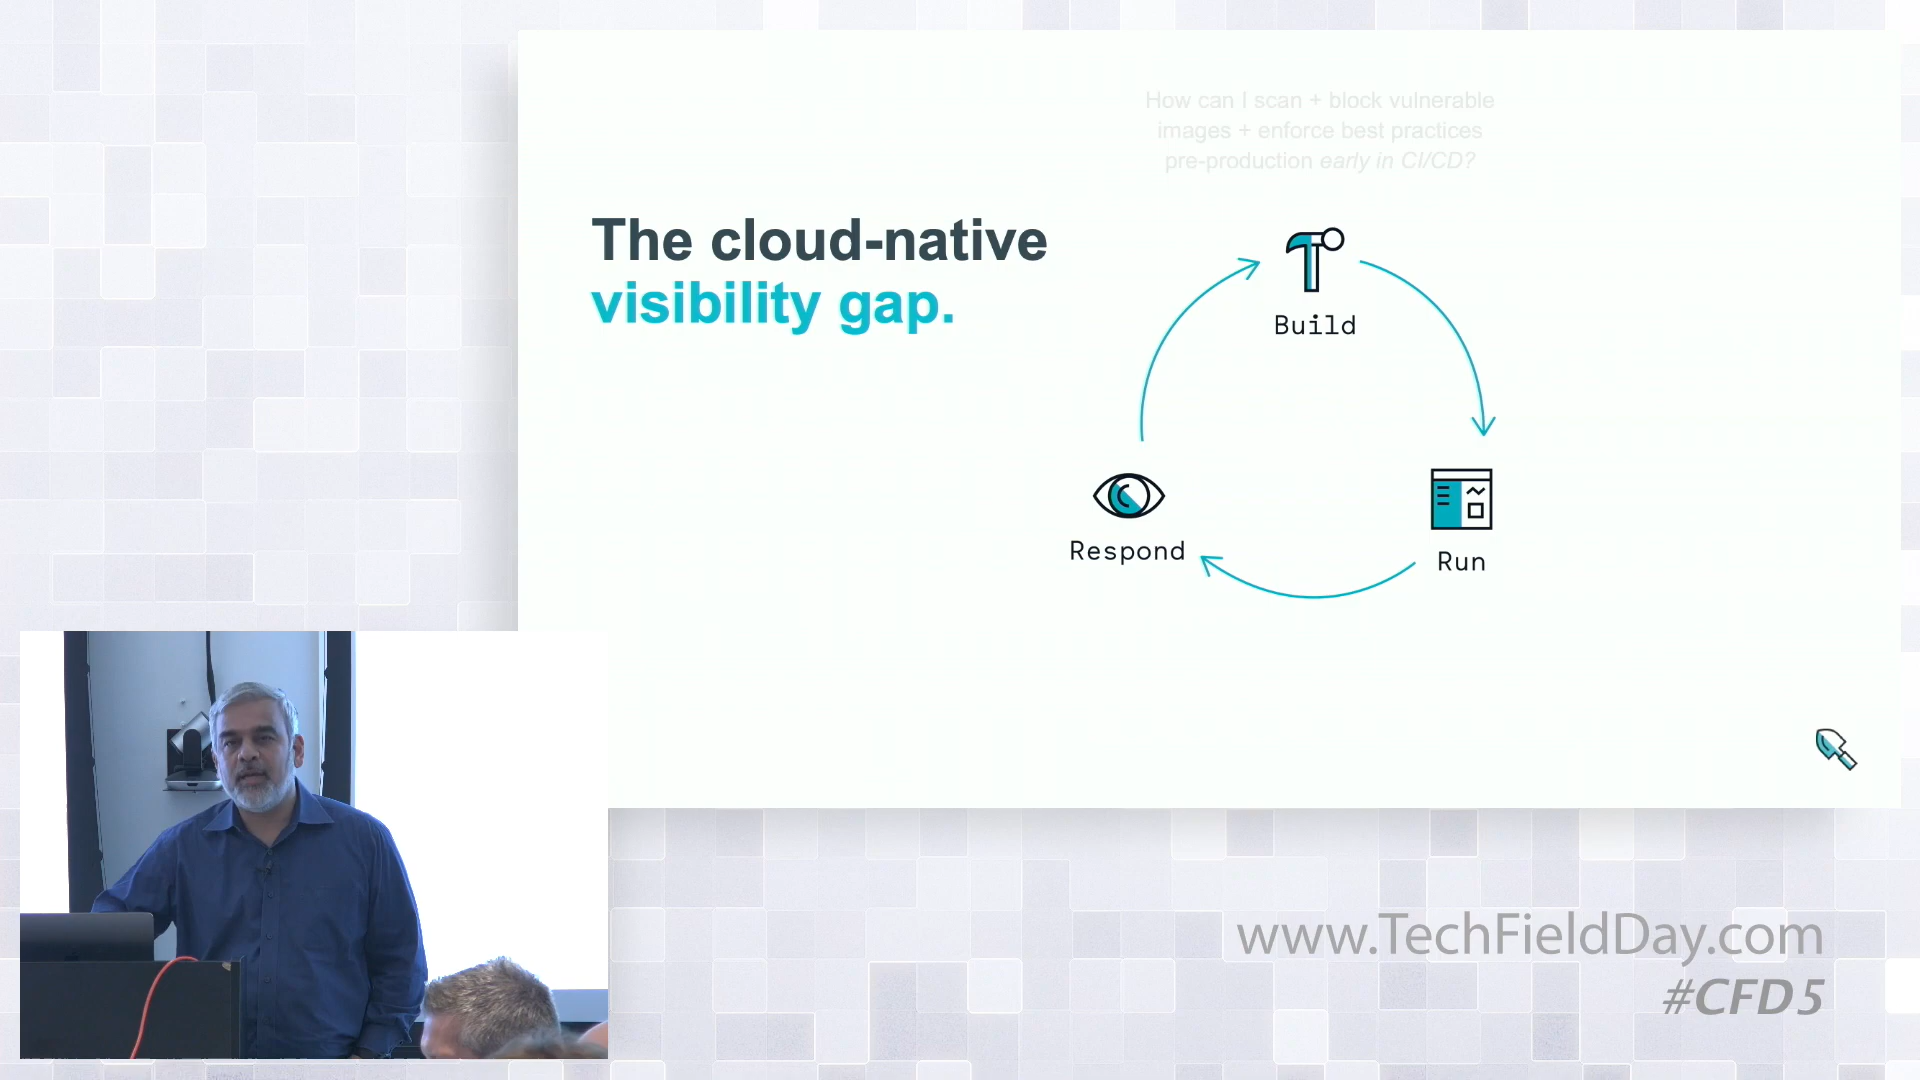 How can I scan + block vulnerable
images + enforce best practices
pre-production early in CI/CD?
The cloud-native
visibility gap.
Build
Respond
Run
www.TechFieldDay.com
#CFD5